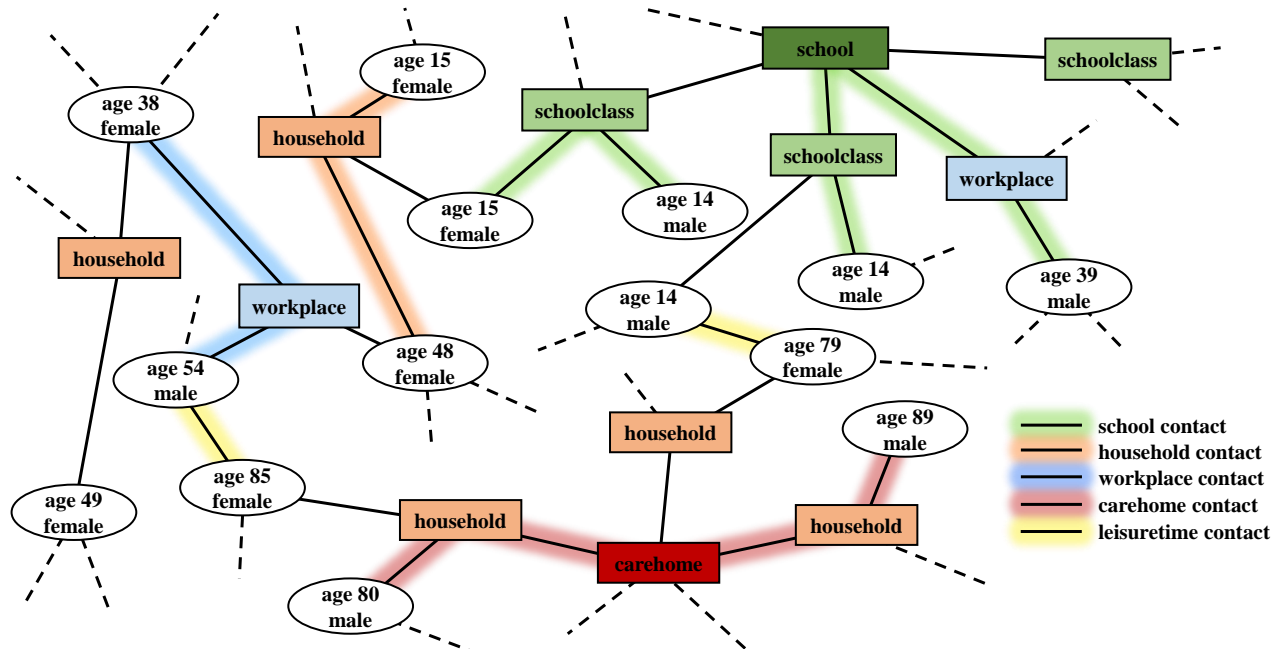 school
schoolclass
age 15
female
age 38
female
schoolclass
household
schoolclass
workplace
age 15
female
age 14
male
household
age 14
male
age 39
male
workplace
age 14
male
age 48
female
age 79
female
age 54
male
household
age 89
male
school contact
household contact
workplace contact
carehome contact
leisuretime contact
age 85
female
age 49
female
household
household
carehome
age 80
male